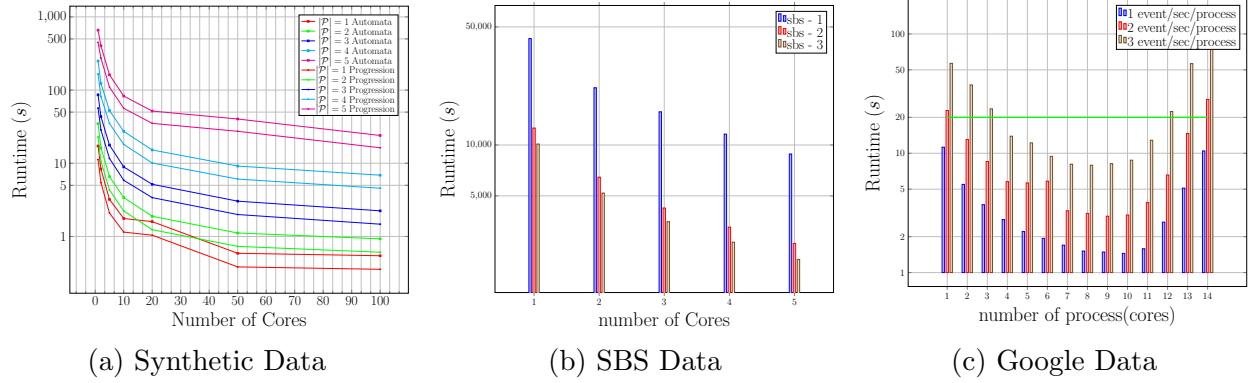 1,000
500
100
50
10
5
1
0 10 20 30 40 50 60 70 80 90 100
Runtime (s)
Number of Cores
|P| = 1 Automata
|P| = 2 Automata
|P| = 3 Automata
|P| = 4 Automata
|P| = 5 Automata
|P| = 1 Progression
|P| = 2 Progression
|P| = 3 Progression
|P| = 4 Progression
|P| = 5 Progression
(a) Synthetic Data
50,000
10,000
5,000
1 2 3 4 5
Runtime (s)
number of Cores
sbs - 1
sbs - 2
sbs - 3
(b) SBS Data
100
50
20
10
5
2
1
1 2 3 4 5 6 7 8 9 10 11 12 13 14
Runtime (s)
number of process(cores)
1 event/sec/process
2 event/sec/process
3 event/sec/process
(c) Google Data